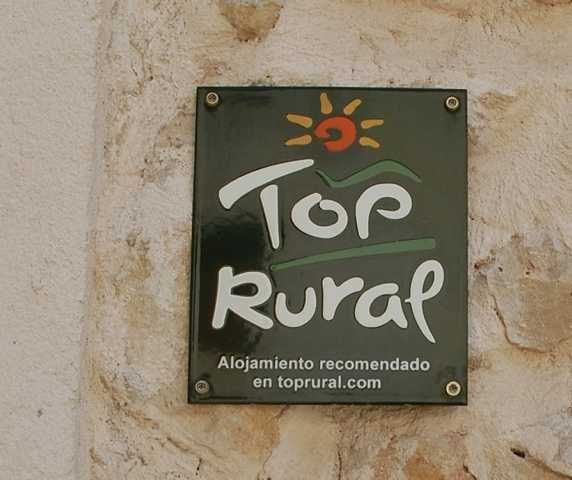 Top
Rural
Alojamiento recomendado
en toprural.com